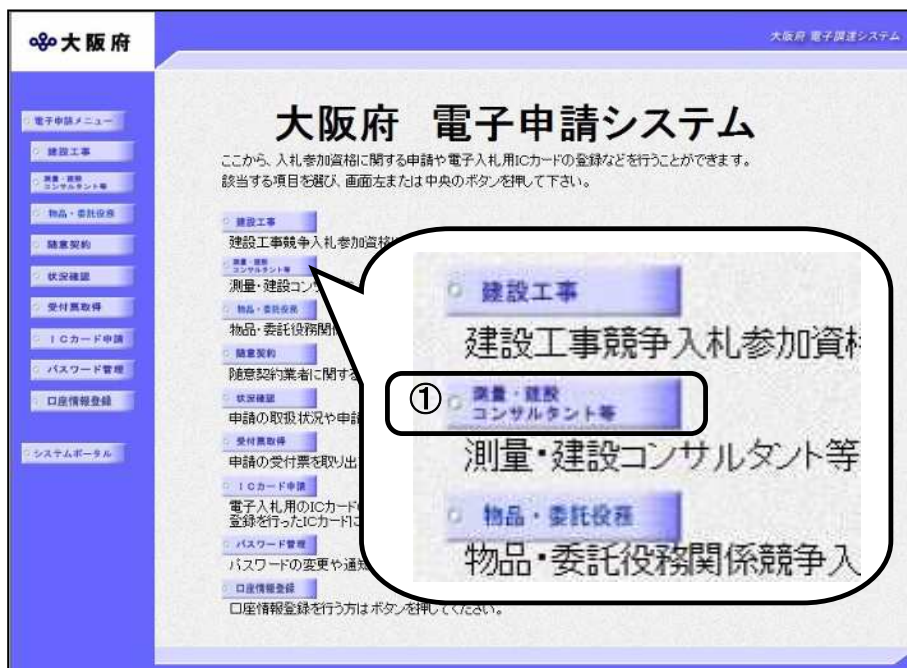 大阪府
大阪府 電子調達システム
電子申請メニュー
建設工事
測量・建設
コンサルタント等
物品・委託役務
随意契約
状況確認
受付票取得
ICカード申請
パスワード管理
口座情報登録
システムポータル
大阪府 電子申請システム
ここから、入札参加資格に関する申請や電子入札用ICカードの登録などを行うことができます。
該当する項目を選び、画面左または中央のボタンを押して下さい。
建設工事
建設工事競争入札参加資格
測量・建設
コンサルタント等
測量・建設コン
物品・委託役務
物品・委託役務関係
随意契約
随意契約業者に関する
状況確認
申請の取扱状況や申請
受付票取得
申請の受付票を取り出
ICカード申請
電子入札用のICカードの
登録を行ったICカードに
パスワード管理
パスワードの変更や通知
口座情報登録
口座情報登録を行う方はボタンを押してください。
建設工事
建設工事競争入札参加資格
①
測量・建設
コンサルタント等
測量・建設コンサルタント等
物品・委託役務
物品・委託役務関係競争入